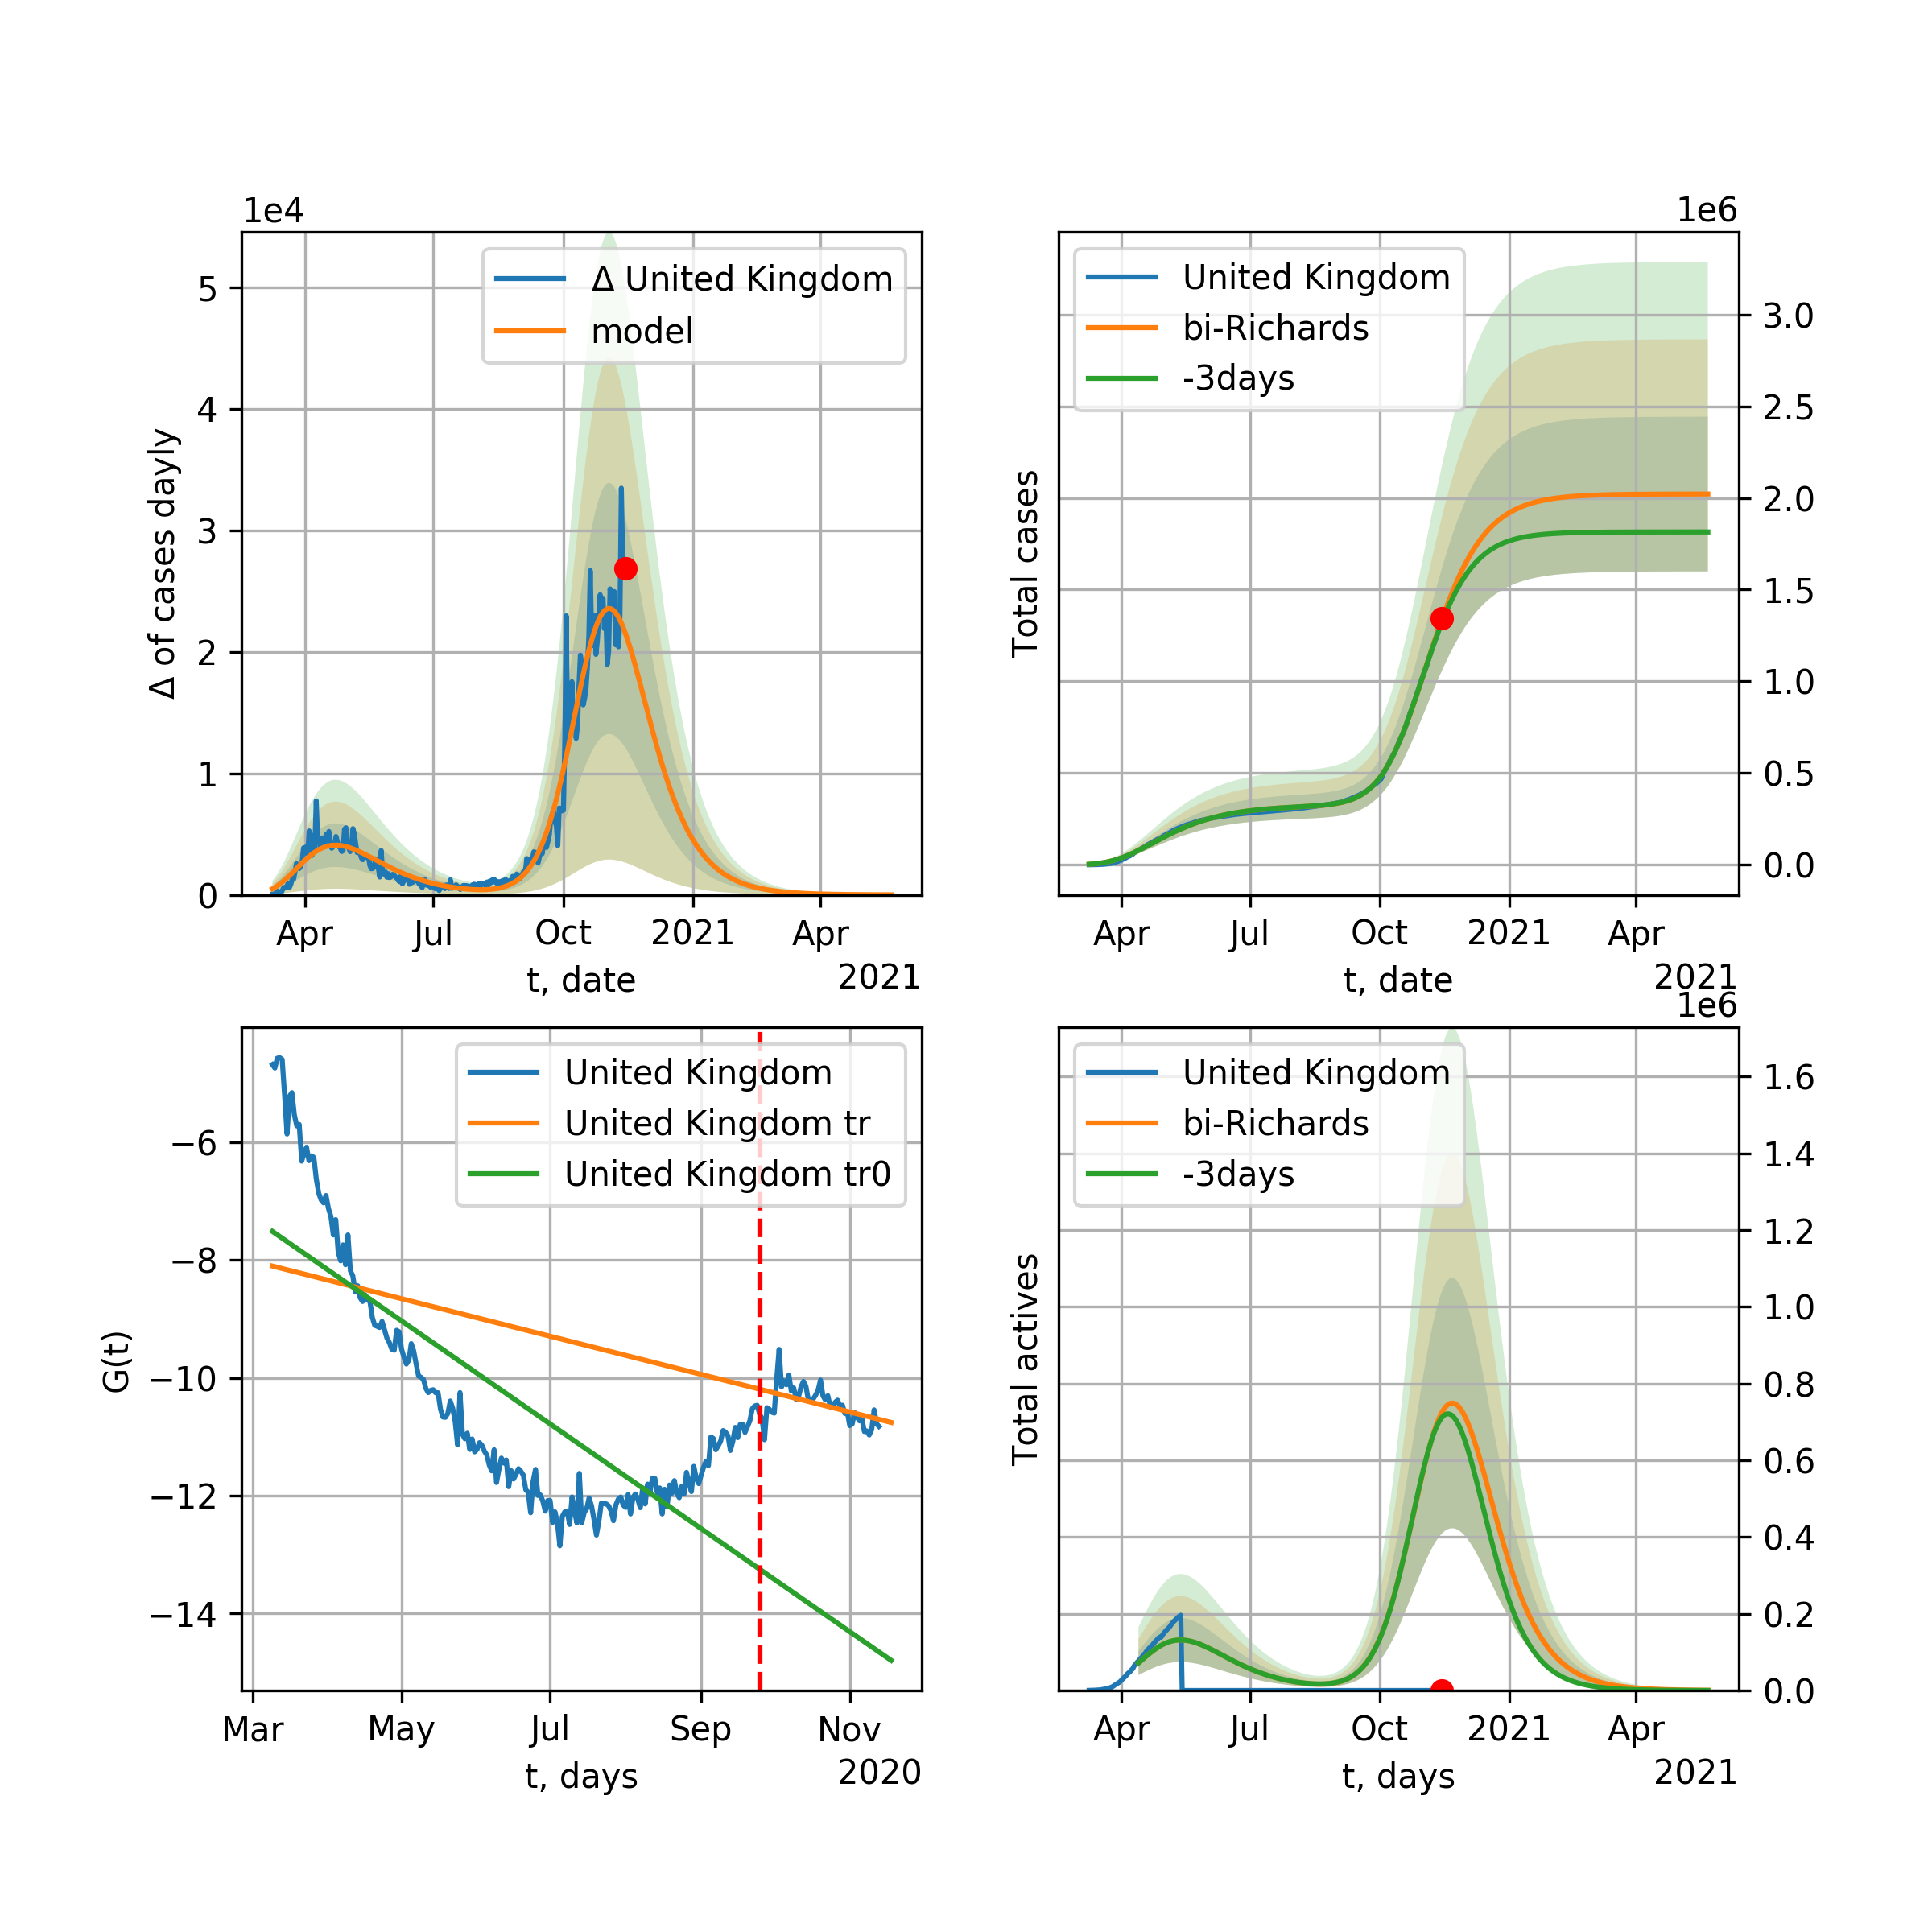 1e4
Δ of cases dayly
5
4
3
2
1
0
Δ United Kingdom
model
Apr
Jul
Oct
2021
Apr
t, date
2021
1e6
Total cases
United Kingdom
bi-Richards
-3days
3.0
2.5
2.0
1.5
1.0
0.5
0.0
Apr
Jul
Oct
2021
Apr
t, date
2021
G(t)
−6
−8
−10
−12
−14
United Kingdom
United Kingdom tr
United Kingdom tr0
Mar
May
Jul
Sep
Nov
t, days
2020
1e6
Total actives
United Kingdom
bi-Richards
-3days
1.6
1.4
1.2
1.0
0.8
0.6
0.4
0.2
0.0
Apr
Jul
Oct
2021
Apr
t, days
2021